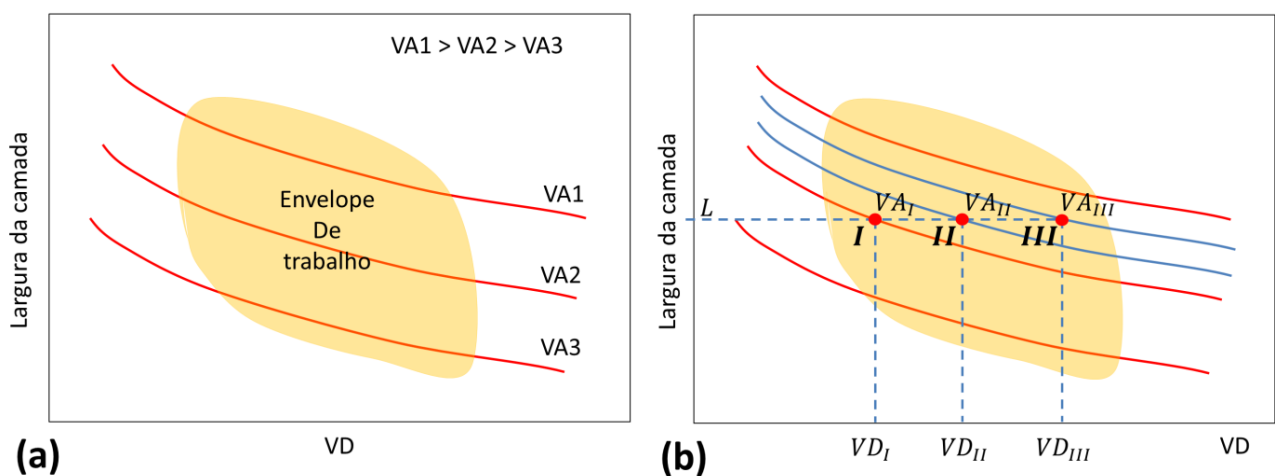 VA1 > VA2 > VA3
Largura da camada
Envelope
De
trabalho
VA1
VA2
VA3
(a)
VD
Largura da camada
L
VA_I
VA_II
VA_III
I
II
III
(b)
VD_I
VD_II
VD_III
VD